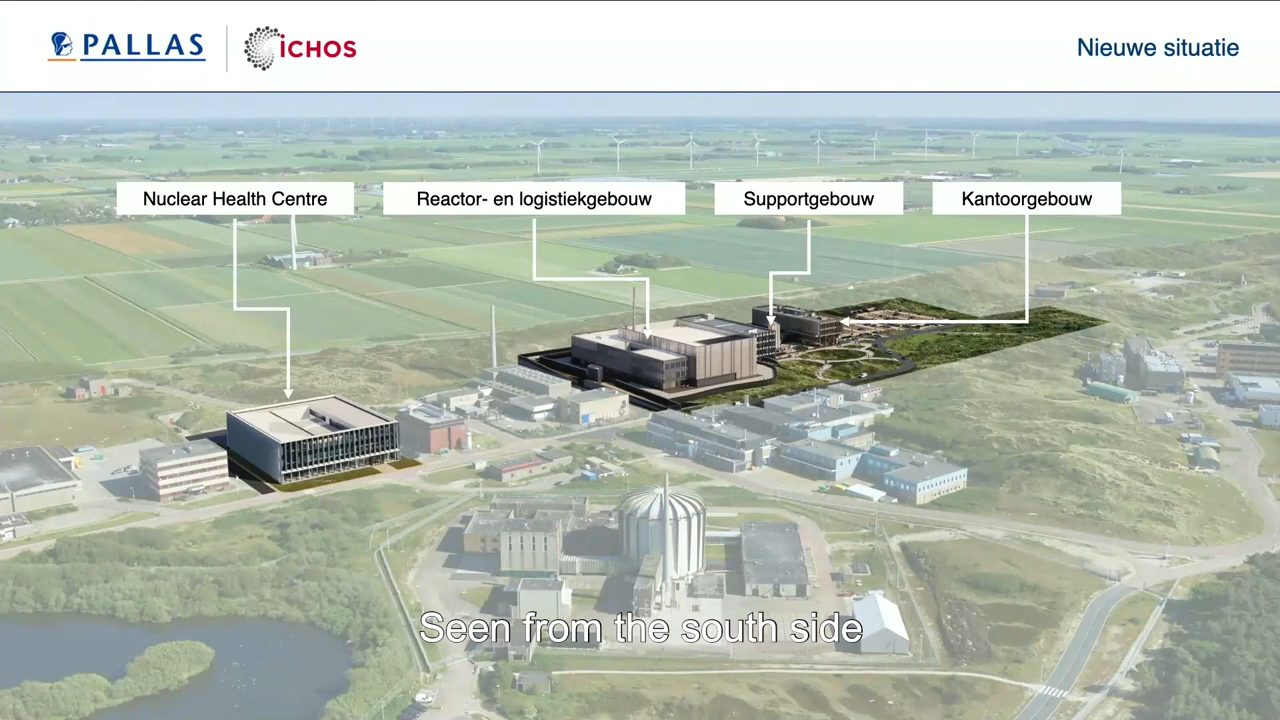 PALLAS
iCHOS
Nieuwe situatie
Nuclear Health Centre
Reactor- en logistiekgebouw
Supportgebouw
Kantoorgebouw
Seen from the south side